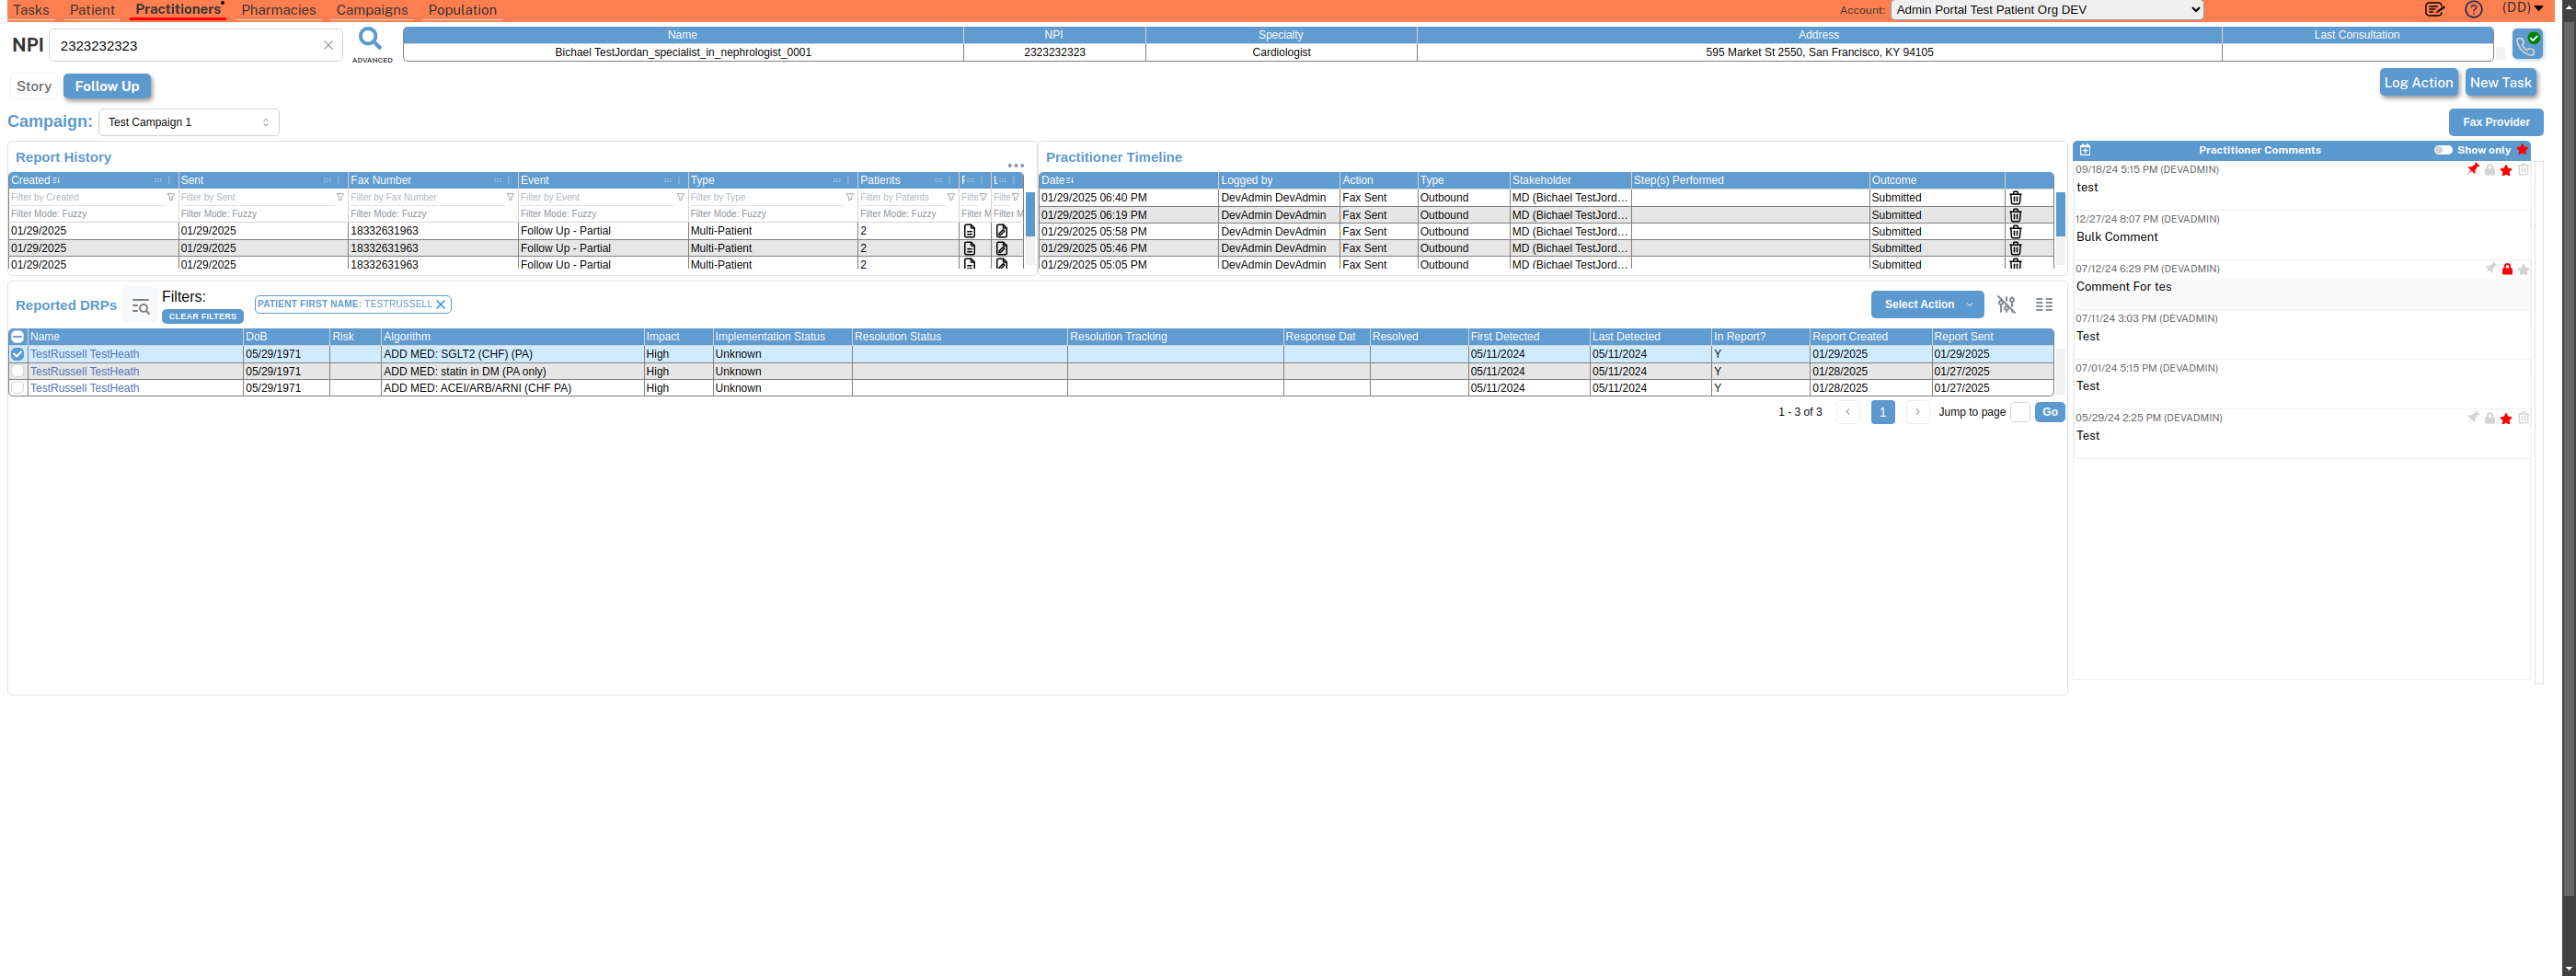 Tasks Patient Practitioners Pharmacies Campaigns Population Account: Admin Portal Test Patient Org DEV (DD)
NPI 2323232323 ADVANCED
Name NPI Specialty Address Last Consultation
Bichael TestJordan_specialist_in_nephrologist_0001 2323232323 Cardiologist 595 Market St 2550, San Francisco, KY 94105
Story Follow Up Log Action New Task
Campaign: Test Campaign 1 Fax Provider
Report History
Created Sent Fax Number Event Type Patients
Filter by Created Filter by Sent Filter by Fax Number Filter by Event Filter by Type Filter by Patients Filte Filte
Filter Mode: Fuzzy Filter Mode: Fuzzy Filter Mode: Fuzzy Filter Mode: Fuzzy Filter Mode: Fuzzy Filter Mode: Fuzzy Filter M Filter M
01/29/2025 01/29/2025 18332631963 Follow Up - Partial Multi-Patient 2
01/29/2025 01/29/2025 18332631963 Follow Up - Partial Multi-Patient 2
01/29/2025 01/29/2025 18332631963 Follow Up - Partial Multi-Patient 2
Practitioner Timeline
Date Logged by Action Type Stakeholder Step(s) Performed Outcome
01/29/2025 06:40 PM DevAdmin DevAdmin Fax Sent Outbound MD (Bichael TestJord... Submitted
01/29/2025 06:19 PM DevAdmin DevAdmin Fax Sent Outbound MD (Bichael TestJord... Submitted
01/29/2025 05:58 PM DevAdmin DevAdmin Fax Sent Outbound MD (Bichael TestJord... Submitted
01/29/2025 05:46 PM DevAdmin DevAdmin Fax Sent Outbound MD (Bichael TestJord... Submitted
01/29/2025 05:05 PM DevAdmin DevAdmin Fax Sent Outbound MD (Bichael TestJord... Submitted
Reported DRPs Filters: CLEAR FILTERS PATIENT FIRST NAME: TESTRUSSELL Select Action
Name DoB Risk Algorithm Impact Implementation Status Resolution Status Resolution Tracking Response Dat Resolved First Detected Last Detected In Report? Report Created Report Sent
TestRussell TestHeath 05/29/1971 ADD MED: SGLT2 (CHF) (PA) High Unknown 05/11/2024 05/11/2024 Y 01/29/2025 01/29/2025
TestRussell TestHeath 05/29/1971 ADD MED: statin in DM (PA only) High Unknown 05/11/2024 05/11/2024 Y 01/28/2025 01/27/2025
TestRussell TestHeath 05/29/1971 ADD MED: ACEI/ARB/ARNI (CHF PA) High Unknown 05/11/2024 05/11/2024 Y 01/28/2025 01/27/2025
1 - 3 of 3 1 Jump to page Go
Practitioner Comments Show only
09/18/24 5:15 PM (DEVADMIN)
test
12/27/24 8:07 PM (DEVADMIN)
Bulk Comment
07/12/24 6:29 PM (DEVADMIN)
Comment For tes
07/11/24 3:03 PM (DEVADMIN)
Test
07/01/24 5:15 PM (DEVADMIN)
Test
05/29/24 2:25 PM (DEVADMIN)
Test